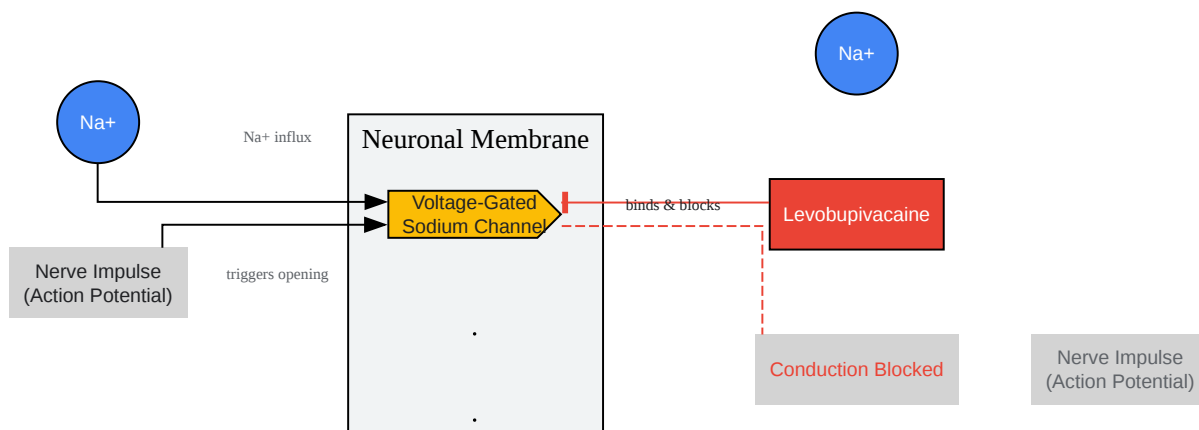 Na+
Na+
Na+ influx
Neuronal Membrane
Voltage-Gated
Sodium Channel
binds & blocks
Levobupivacaine
Nerve Impulse
(Action Potential)
triggers opening
Conduction Blocked
Nerve Impulse
(Action Potential)